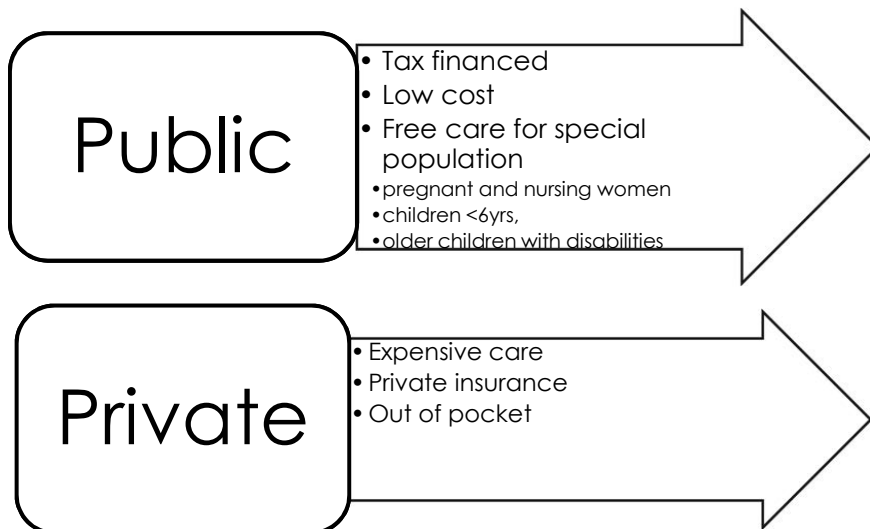 Public
• Tax financed
• Low cost
• Free care for special
population
• pregnant and nursing women
• children <6yrs,
• older children with disabilities
Private
• Expensive care
• Private insurance
• Out of pocket